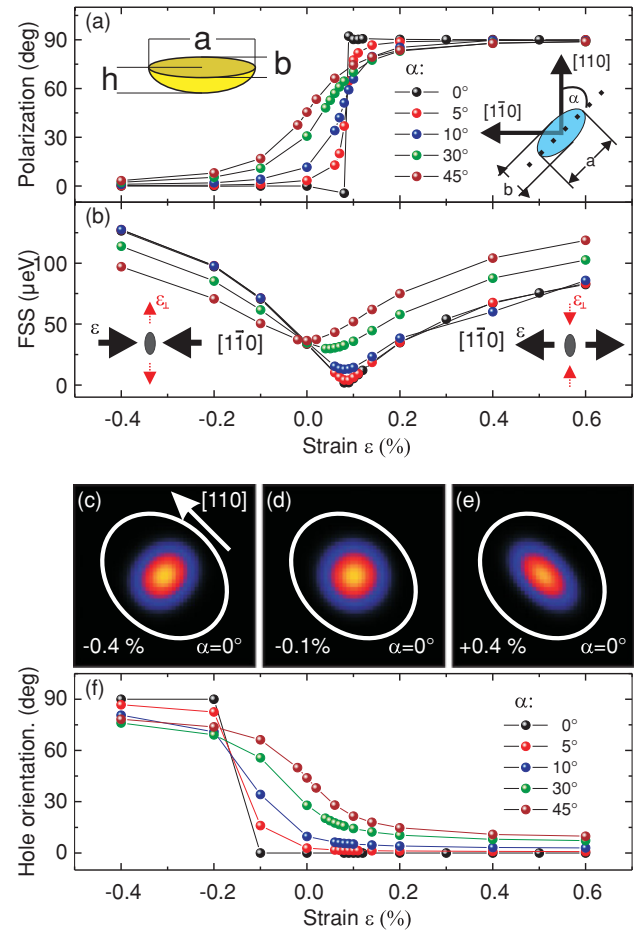 (a)
90
60
30
0
Polarization (deg)
a
h
b
α:
0°
5°
10°
30°
45°
[110]
[11̄0]
α
a
b
(b)
100
50
0
FSS (μeV)
ε⊥
ε
[11̄0]
[11̄0]
ε⊥
ε
-0.4 -0.2 0.0 0.2 0.4 0.6
Strain ε (%)
(c)
[110]
-0.4 %
α=0°
(d)
-0.1%
α=0°
(e)
+0.4 %
α=0°
(f)
90
60
30
0
Hole orientation. (deg)
α:
0°
5°
10°
30°
45°
-0.4 -0.2 0.0 0.2 0.4 0.6
Strain ε (%)